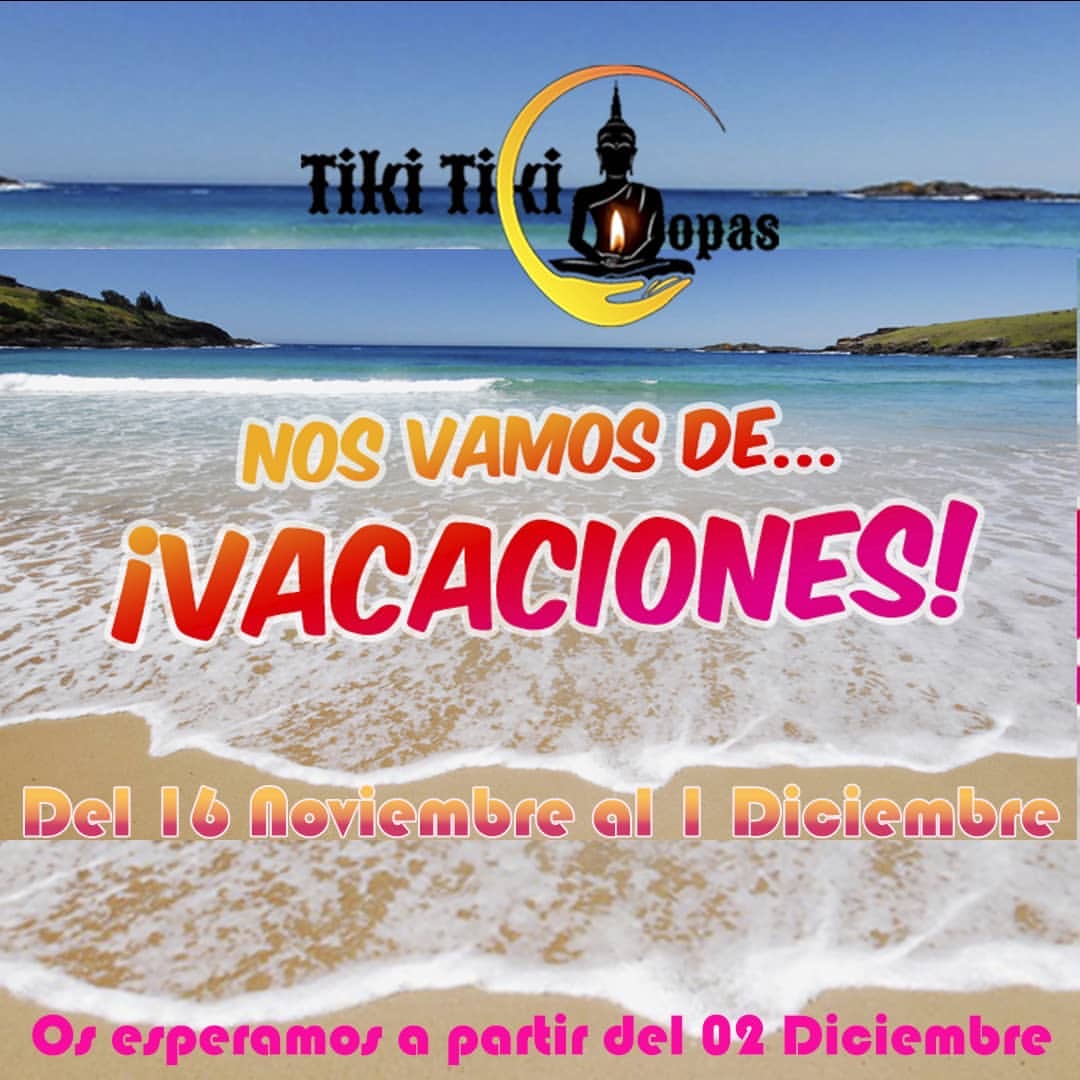 Tiki Tiki Copas
NOS VAMOS DE...
¡VACACIONES!
Del 16 Noviembre al 1 Diciembre
Os esperamos a partir del 02 Diciembre